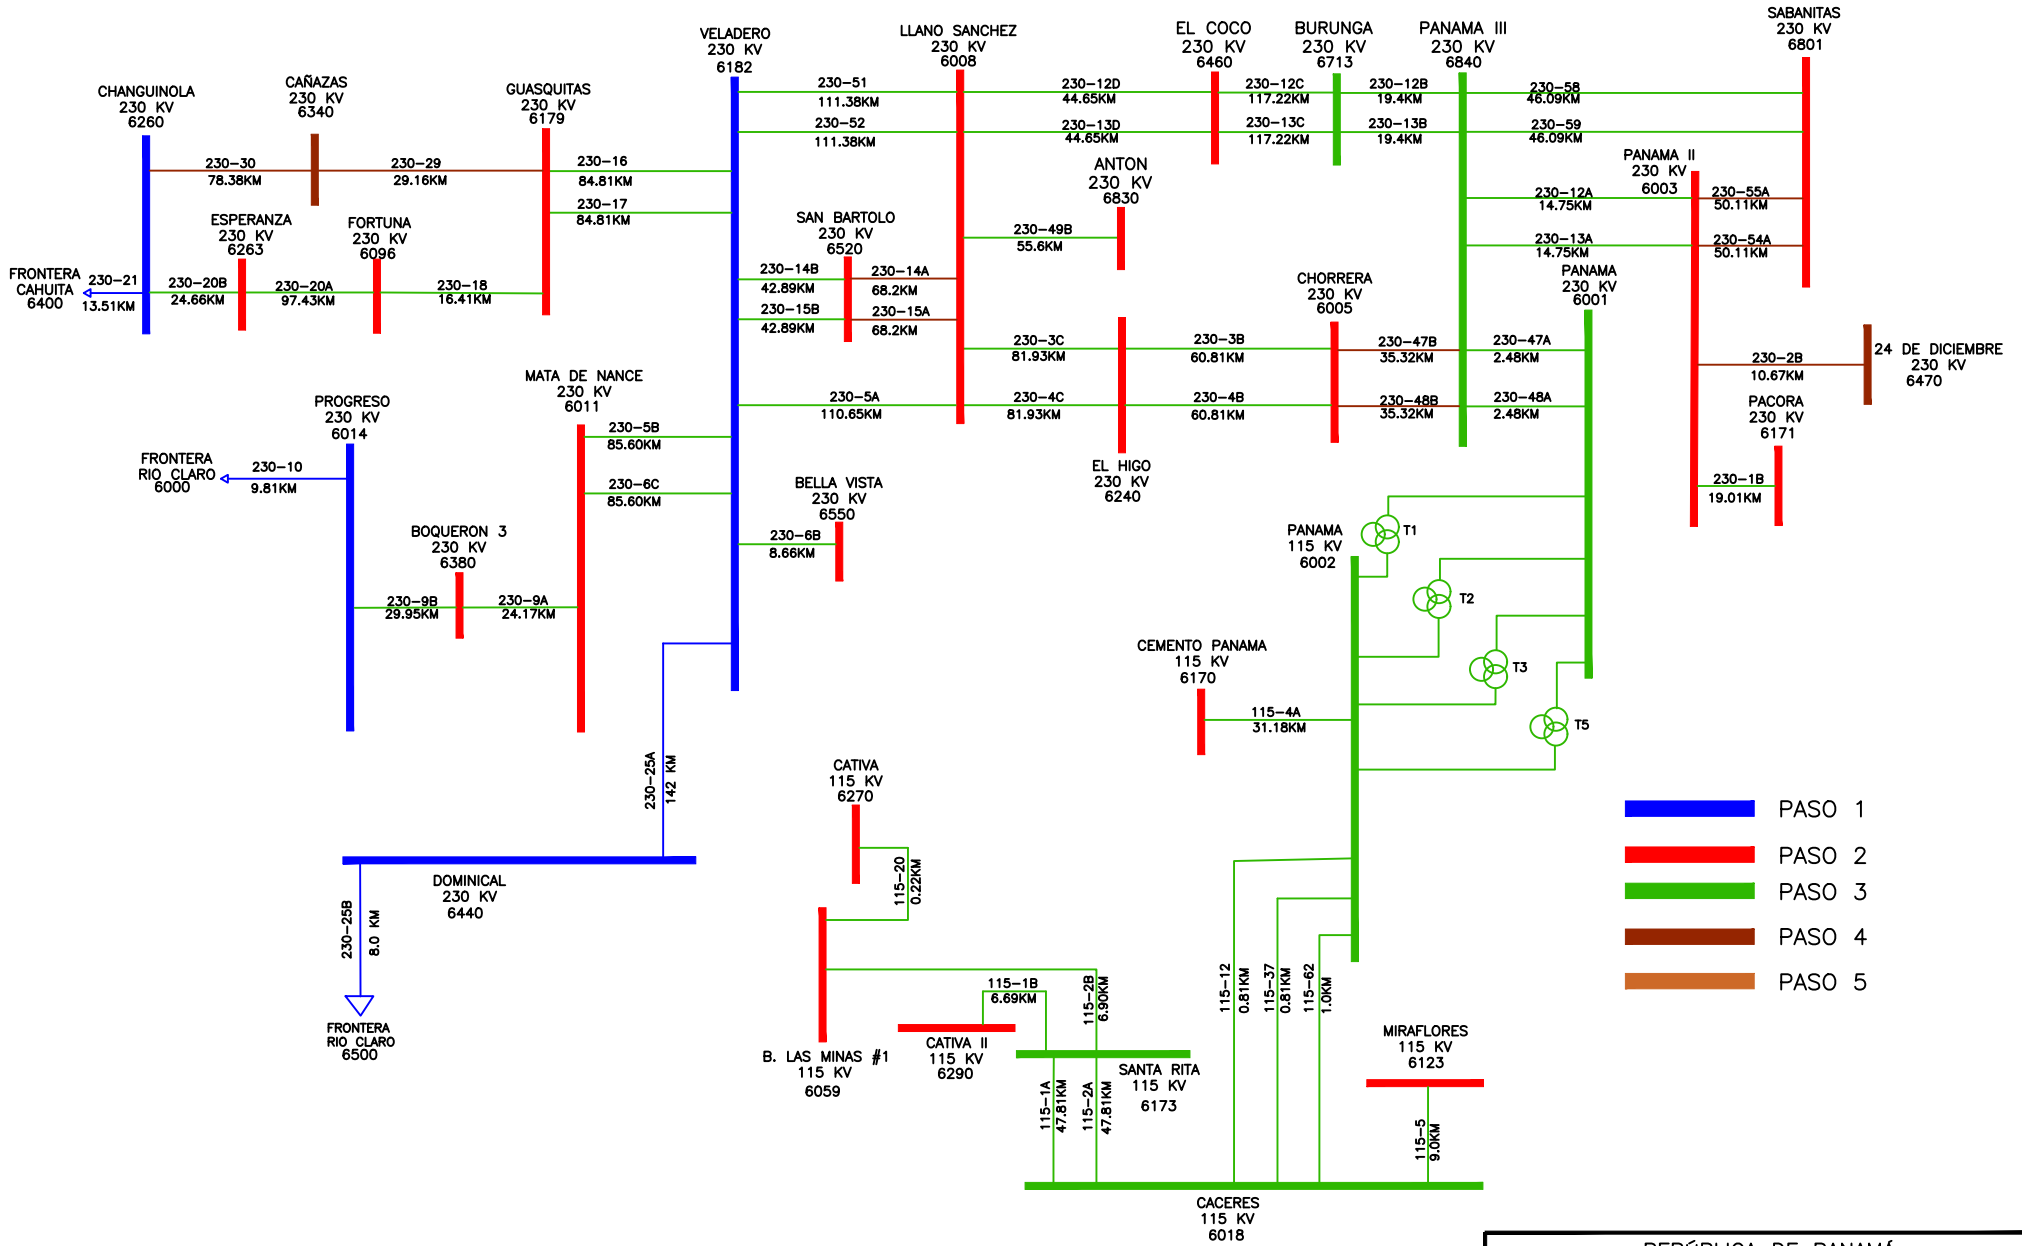 CHANGUINOLA
230 KV
6260
CAÑAZAS
230 KV
6340
GUASQUITAS
230 KV
6179
VELADERO
230 KV
6182
LLANO SANCHEZ
230 KV
6008
EL COCO
230 KV
6460
BURUNGA
230 KV
6713
PANAMA III
230 KV
6840
SABANITAS
230 KV
6801
230-30
78.38KM
230-29
29.16KM
230-16
84.81KM
230-17
84.81KM
230-51
111.38KM
230-52
111.38KM
230-12D
44.65KM
230-13D
44.65KM
230-12C
117.22KM
230-13C
117.22KM
230-12B
19.4KM
230-13B
19.4KM
230-58
46.09KM
230-59
46.09KM
PANAMA II
230 KV
6003
230-12A
14.75KM
230-13A
14.75KM
230-55A
50.11KM
230-54A
50.11KM
ANTON
230 KV
6830
230-49B
55.6KM
ESPERANZA
230 KV
6263
FORTUNA
230 KV
6096
FRONTERA
CAHUITA
6400
230-21
13.51KM
230-20B
24.66KM
230-20A
97.43KM
230-18
16.41KM
SAN BARTOLO
230 KV
6520
230-14B
42.89KM
230-14A
68.2KM
230-15B
42.89KM
230-15A
68.2KM
CHORRERA
230 KV
6005
PANAMA
230 KV
6001
230-3C
81.93KM
230-3B
60.81KM
230-47B
35.32KM
230-47A
2.48KM
230-5A
110.65KM
230-4C
81.93KM
230-4B
60.81KM
230-48B
35.32KM
230-48A
2.48KM
230-2B
10.67KM
24 DE DICIEMBRE
230 KV
6470
PACORA
230 KV
6171
230-1B
19.01KM
EL HIGO
230 KV
6240
MATA DE NANCE
230 KV
6011
PROGRESO
230 KV
6014
FRONTERA
RIO CLARO
6000
230-10
9.81KM
230-5B
85.60KM
230-6C
85.60KM
BELLA VISTA
230 KV
6550
230-6B
8.66KM
BOQUERON 3
230 KV
6380
230-9B
29.95KM
230-9A
24.17KM
PANAMA
115 KV
6002
T1
T2
T3
T5
CEMENTO PANAMA
115 KV
6170
115-4A
31.18KM
230-25A
142 KM
DOMINICAL
230 KV
6440
230-25B
8.0 KM
FRONTERA
RIO CLARO
6500
CATIVA
115 KV
6270
115-20
0.22KM
B. LAS MINAS #1
115 KV
6059
115-1B
6.69KM
115-2B
6.90KM
CATIVA II
115 KV
6290
SANTA RITA
115 KV
6173
115-1A
47.81KM
115-2A
47.81KM
115-12
0.81KM
115-37
0.81KM
115-62
1.0KM
MIRAFLORES
115 KV
6123
115-5
9.0KM
CACERES
115 KV
6018
PASO 1
PASO 2
PASO 3
PASO 4
PASO 5
REPÚBLICA DE PANAMÁ